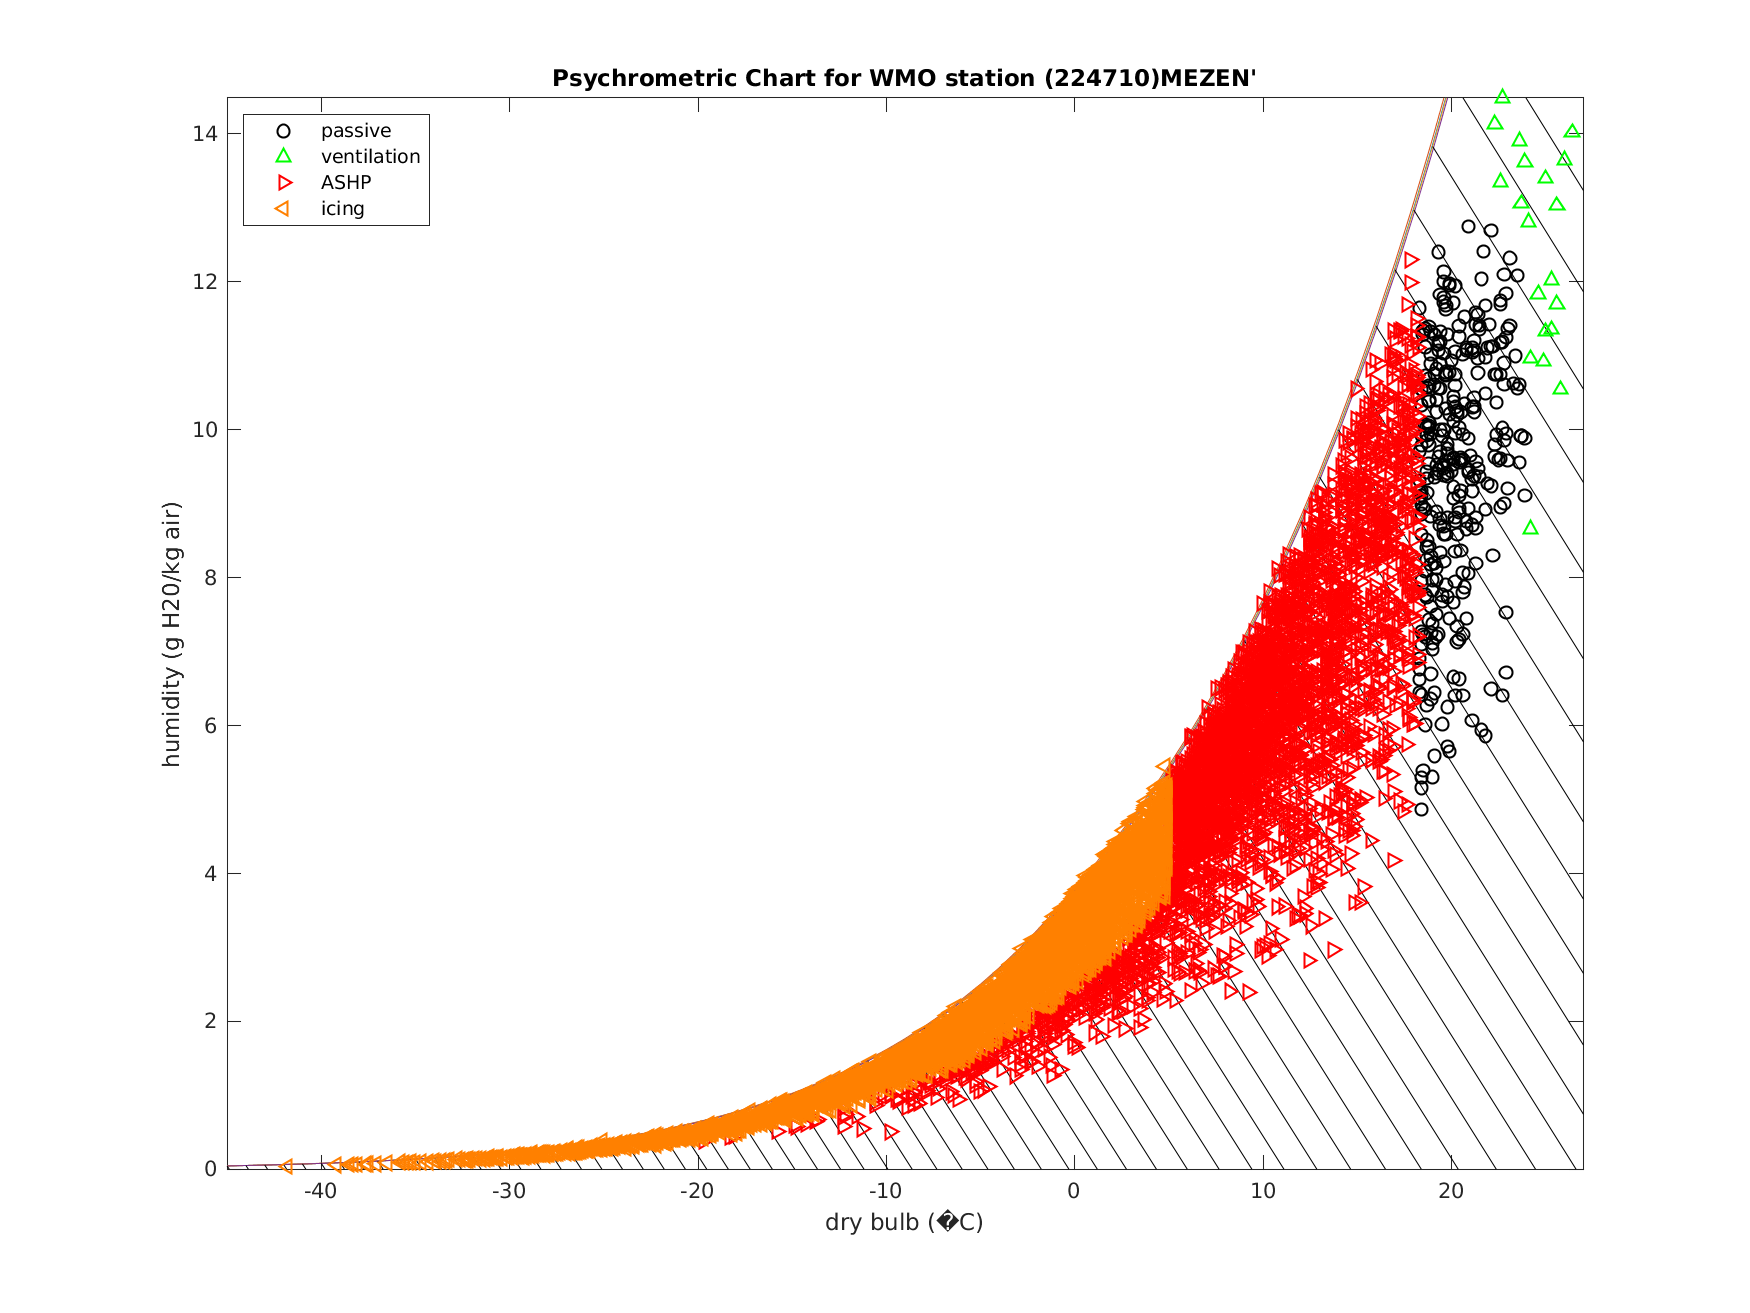 Psychrometric Chart for WMO station (224710)MEZEN'
passive
ventilation
ASHP
icing
humidity (g H20/kg air)
14
12
10
8
6
4
2
0
-40 -30 -20 -10 0 10 20
dry bulb (�C)